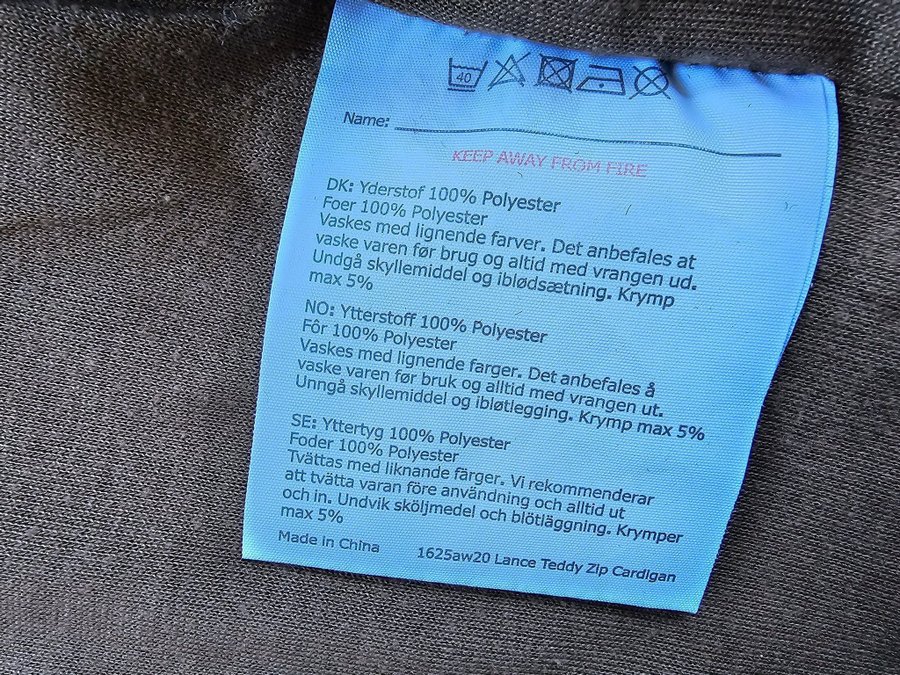 40
Name:
KEEP AWAY FROM FIRE
DK: Yderstof 100% Polyester
Foer 100% Polyester
Vaskes med lignende farver. Det anbefales at
vaske varen før brug og altid med vrangen ud.
Undgå skyllemiddel og iblødsætning. Krymp
max 5%
NO: Ytterstoff 100% Polyester
Fôr 100% Polyester
Vaskes med lignende farger. Det anbefales å
vaske varen før bruk og alltid med vrangen ut.
Unngå skyllemiddel og ibløtlegging. Krymp max 5%
SE: Yttertyg 100% Polyester
Foder 100% Polyester
Tvättas med liknande färger. Vi rekommenderar
att tvätta varan före användning och alltid ut
och in. Undvik sköljmedel och blötläggning. Krymper
max 5%
Made in China 1625aw20 Lance Teddy Zip Cardigan